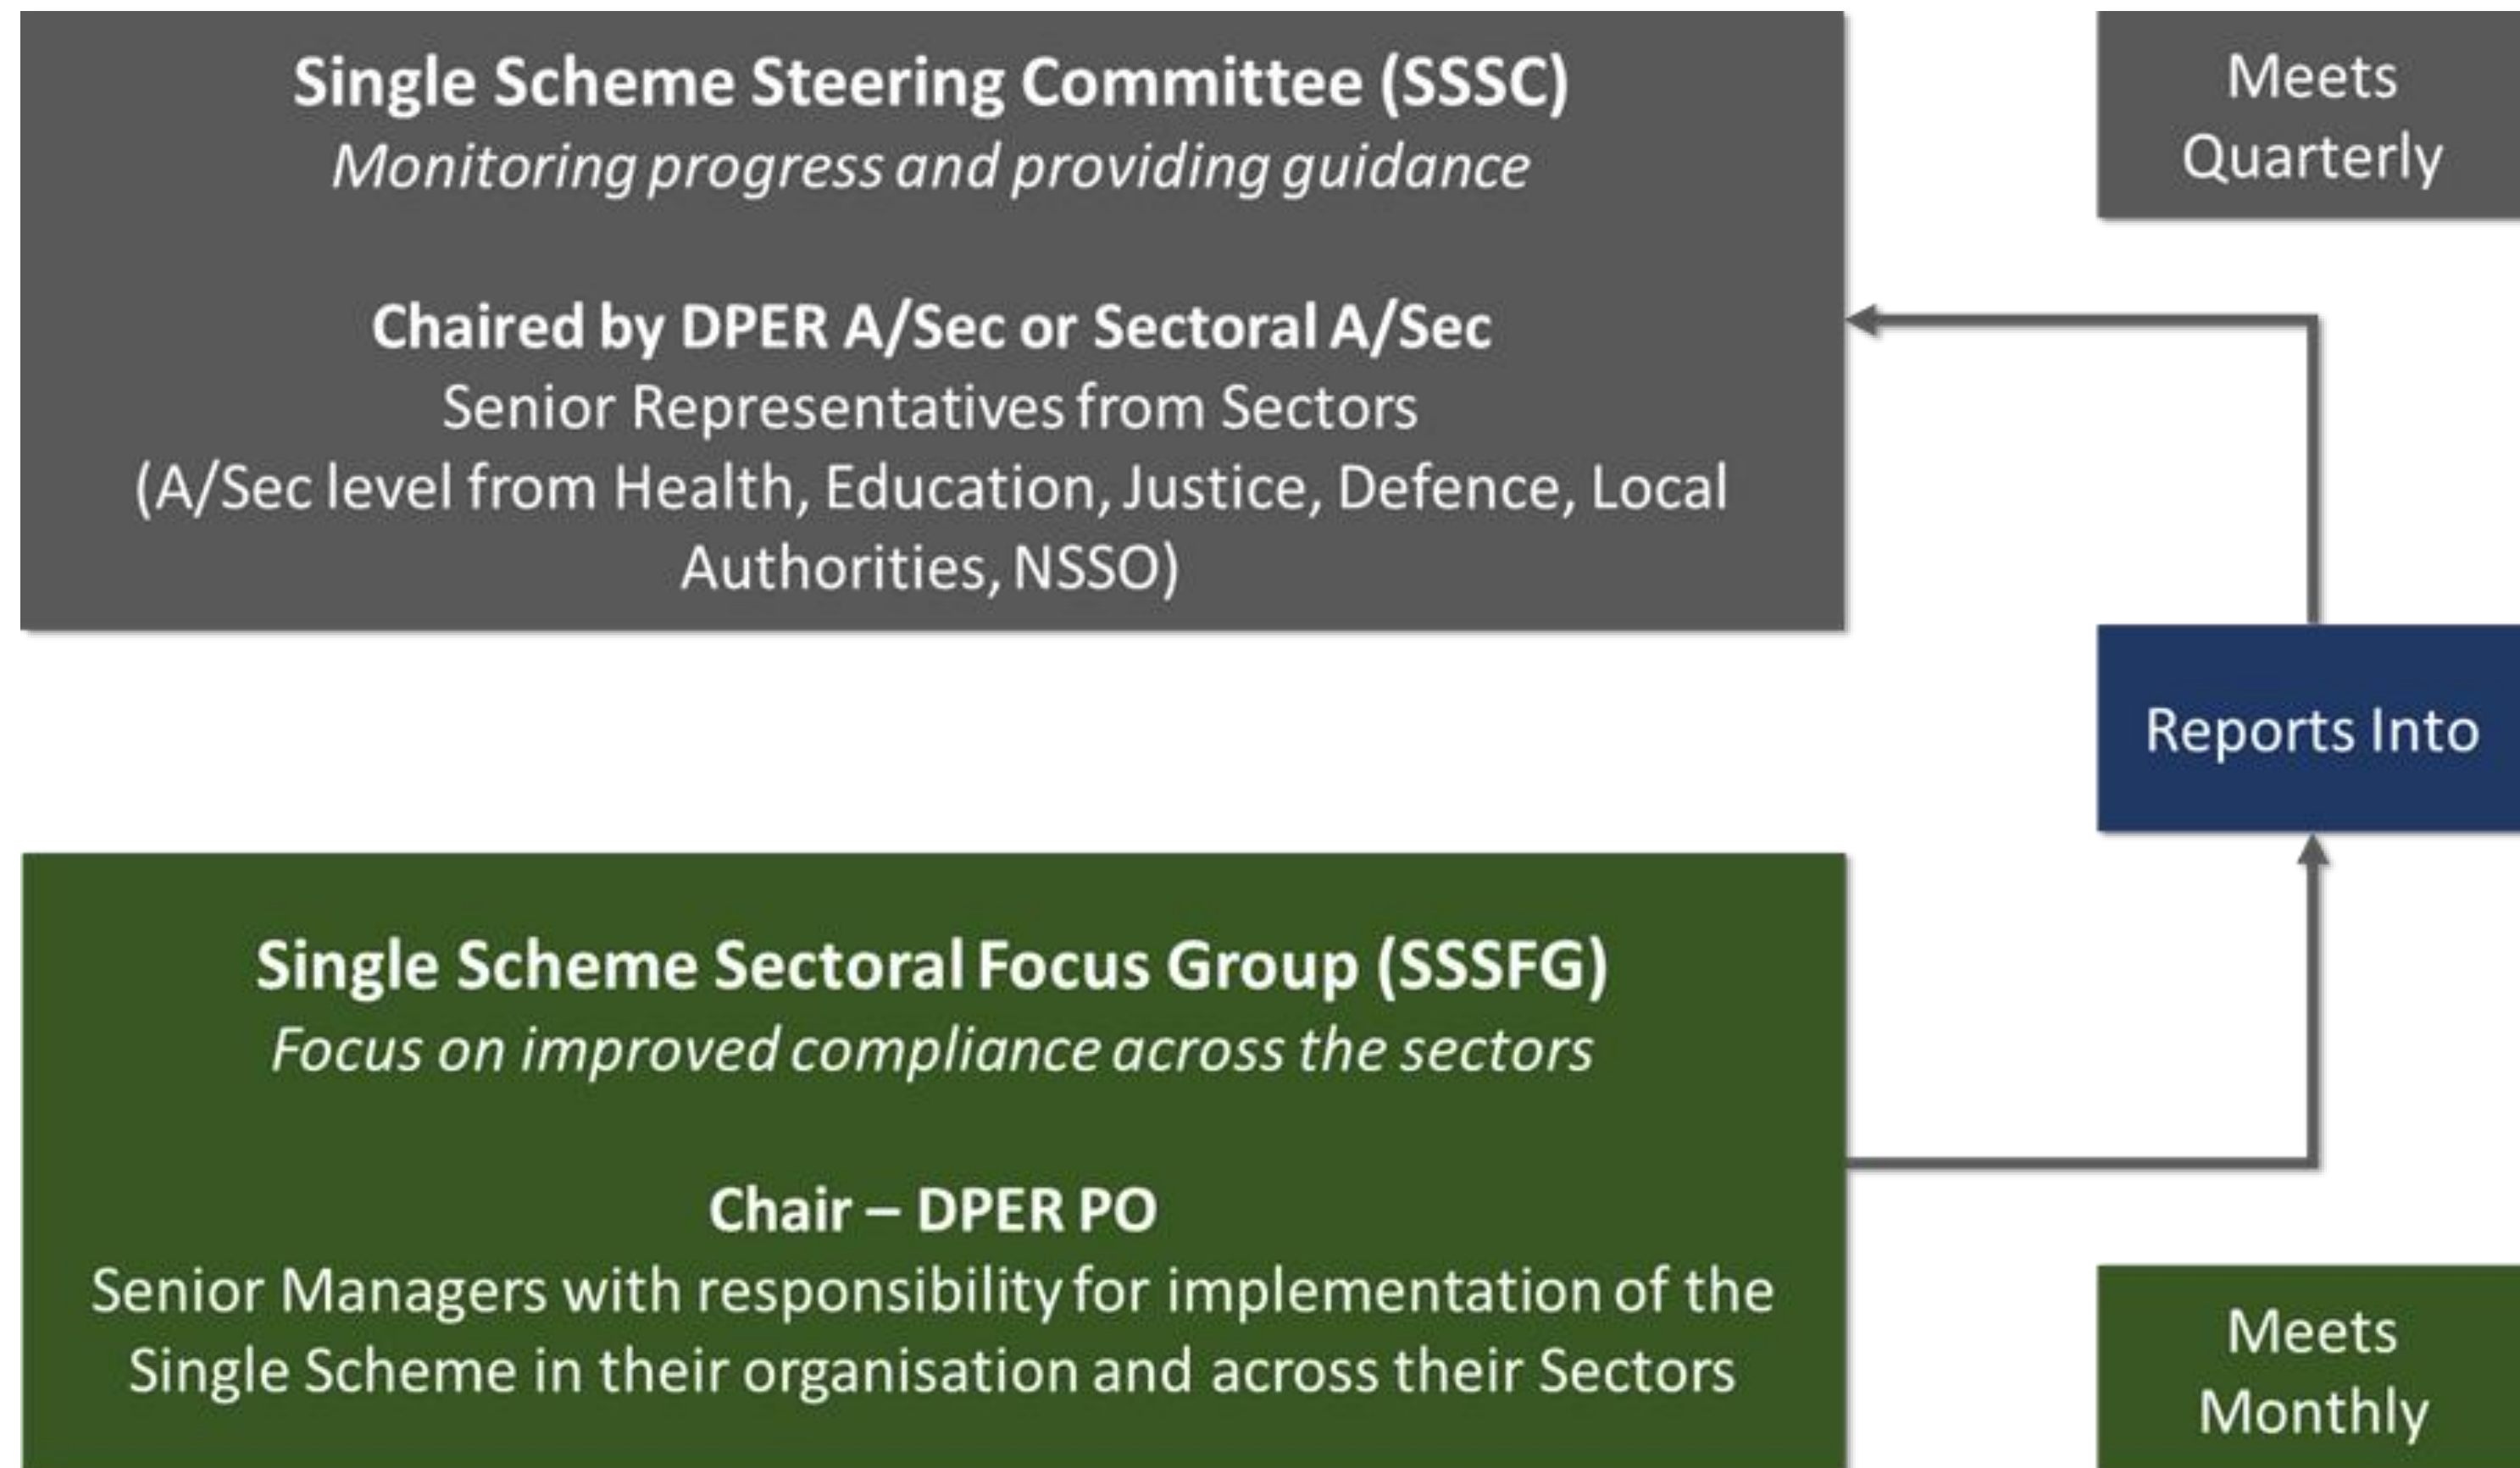 Single Scheme Steering Committee (SSSC)
Monitoring progress and providing guidance
Chaired by DPER A/Sec or Sectoral A/Sec
Senior Representatives from Sectors
(A/Sec level from Health, Education, Justice, Defence, Local
Authorities, NSSO)
Meets
Quarterly
Reports Into
Single Scheme Sectoral Focus Group (SSSFG)
Focus on improved compliance across the sectors
Chair – DPER PO
Senior Managers with responsibility for implementation of the
Single Scheme in their organisation and across their Sectors
Meets
Monthly